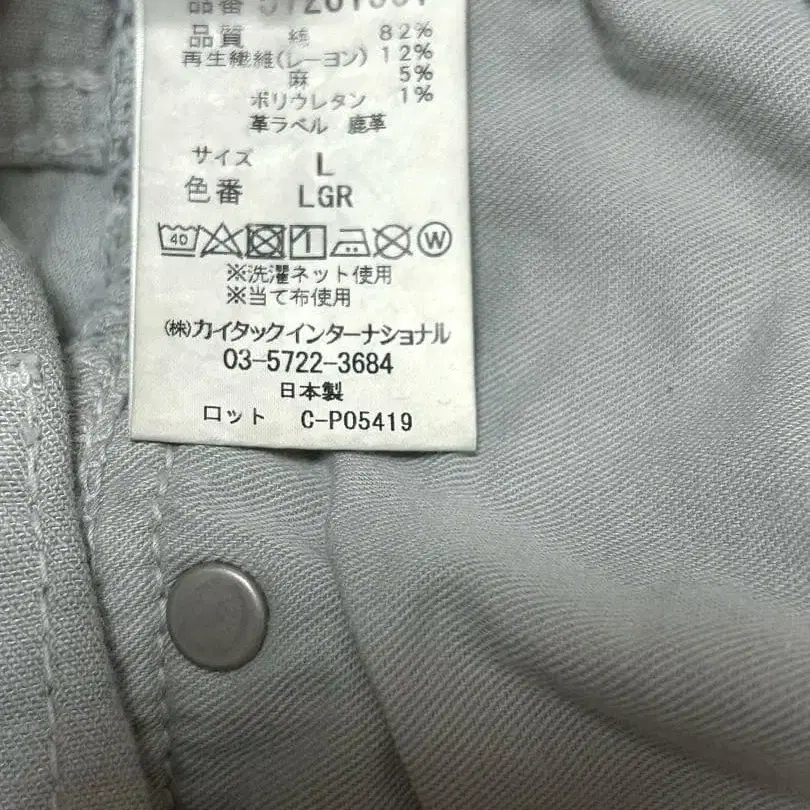 品番
品質 綿 82%
再生繊維(レーヨン) 12%
麻 5%
ポリウレタン 1%
革ラベル 鹿革
サイズ L
色番 LGR
40 W
※洗濯ネット使用
※当て布使用
(株)カイタックインターナショナル
03-5722-3684
日本製
ロット C-P05419